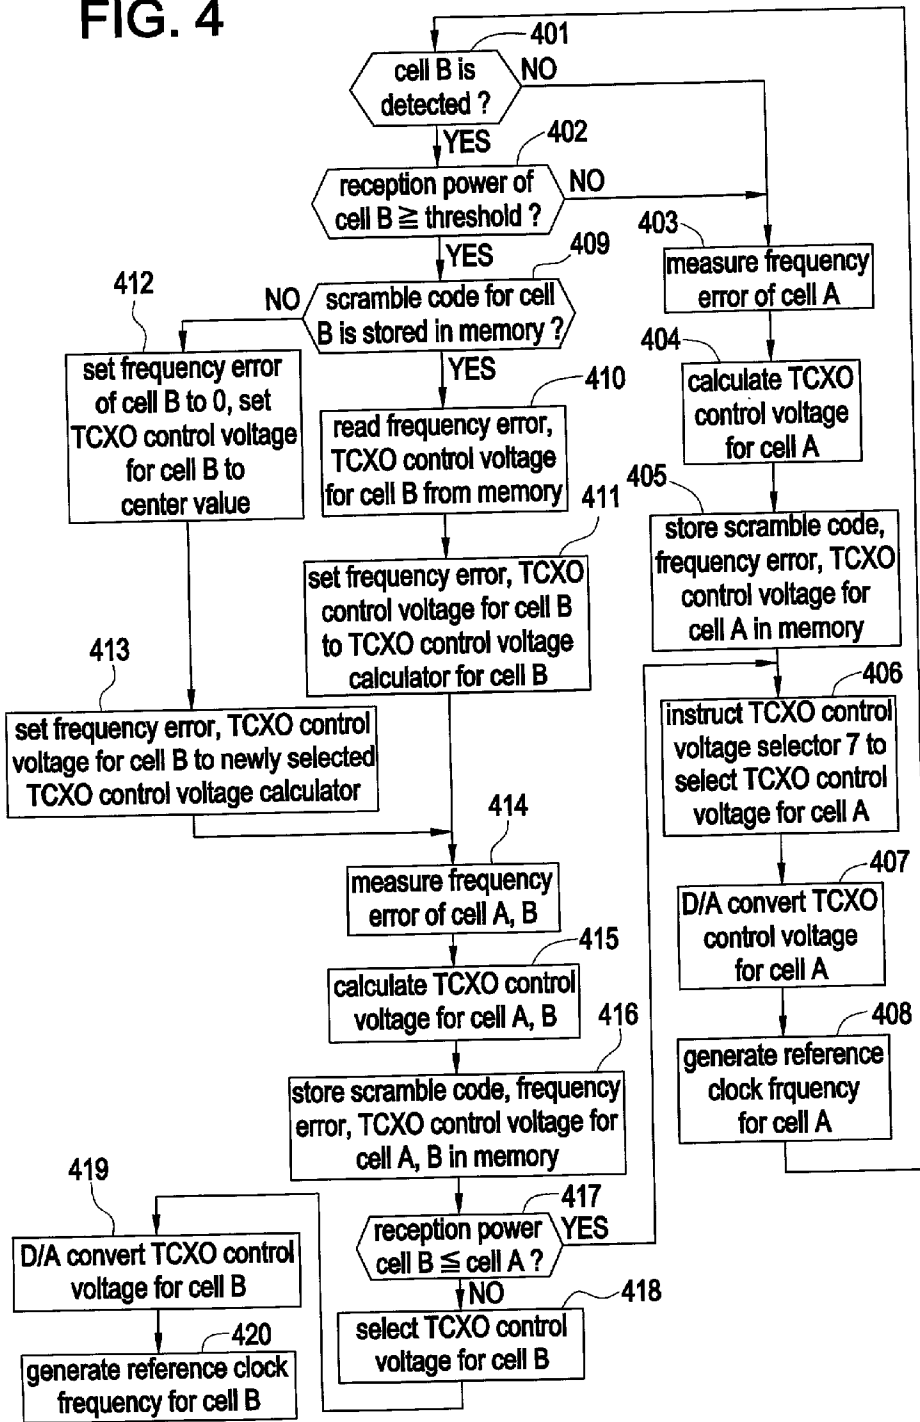 FIG. 4
401
cell B is
detected ?
NO
YES
402
reception power of
cell B ≧ threshold ?
NO
YES
403
measure frequency
error of cell A
409
scramble code for cell
B is stored in memory ?
NO
YES
412
set frequency error
of cell B to 0, set
TCXO control voltage
for cell B to
center value
410
read frequency error,
TCXO control voltage
for cell B from memory
404
calculate TCXO
control voltage
for cell A
411
set frequency error, TCXO
control voltage for cell B
to TCXO control voltage
calculator for cell B
405
store scramble code,
frequency error, TCXO
control voltage for
cell A in memory
413
set frequency error, TCXO control
voltage for cell B to newly selected
TCXO control voltage calculator
406
instruct TCXO control
voltage selector 7 to
select TCXO control
voltage for cell A
414
measure frequency
error of cell A, B
407
D/A convert TCXO
control voltage
for cell A
415
calculate TCXO control
voltage for cell A, B
408
generate reference
clock frquency
for cell A
416
store scramble code, frequency
error, TCXO control voltage for
cell A, B in memory
417
reception power
cell B ≦ cell A ?
YES
NO
418
select TCXO control
voltage for cell B
419
D/A convert TCXO control
voltage for cell B
420
generate reference clock
frequency for cell B